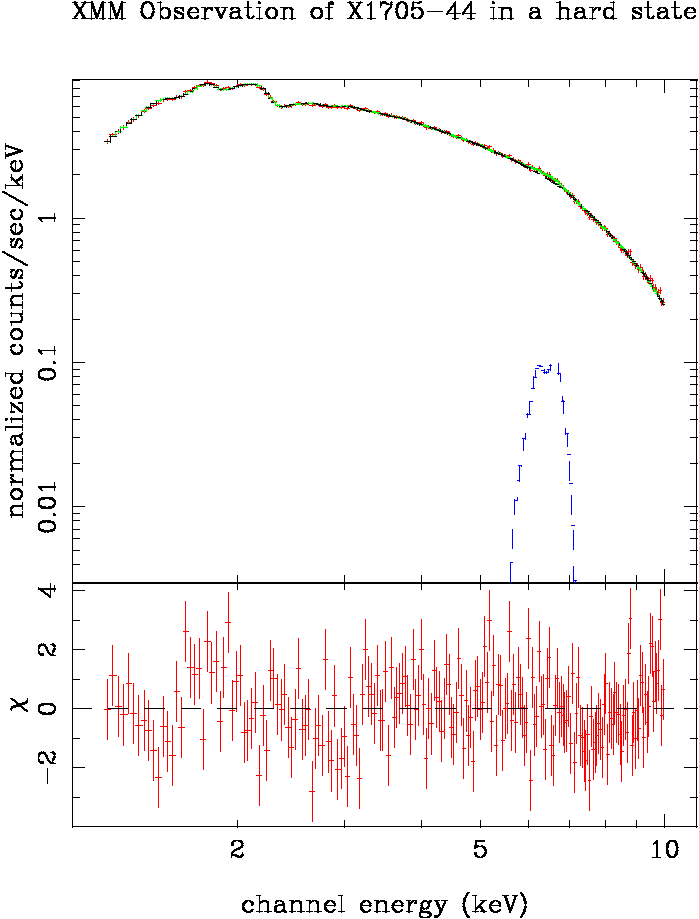 XMM Observation of X1705-44 in a hard state
normalized counts/sec/keV
1
0.1
0.01
χ
4
2
0
-2
2
5
10
channel energy (keV)